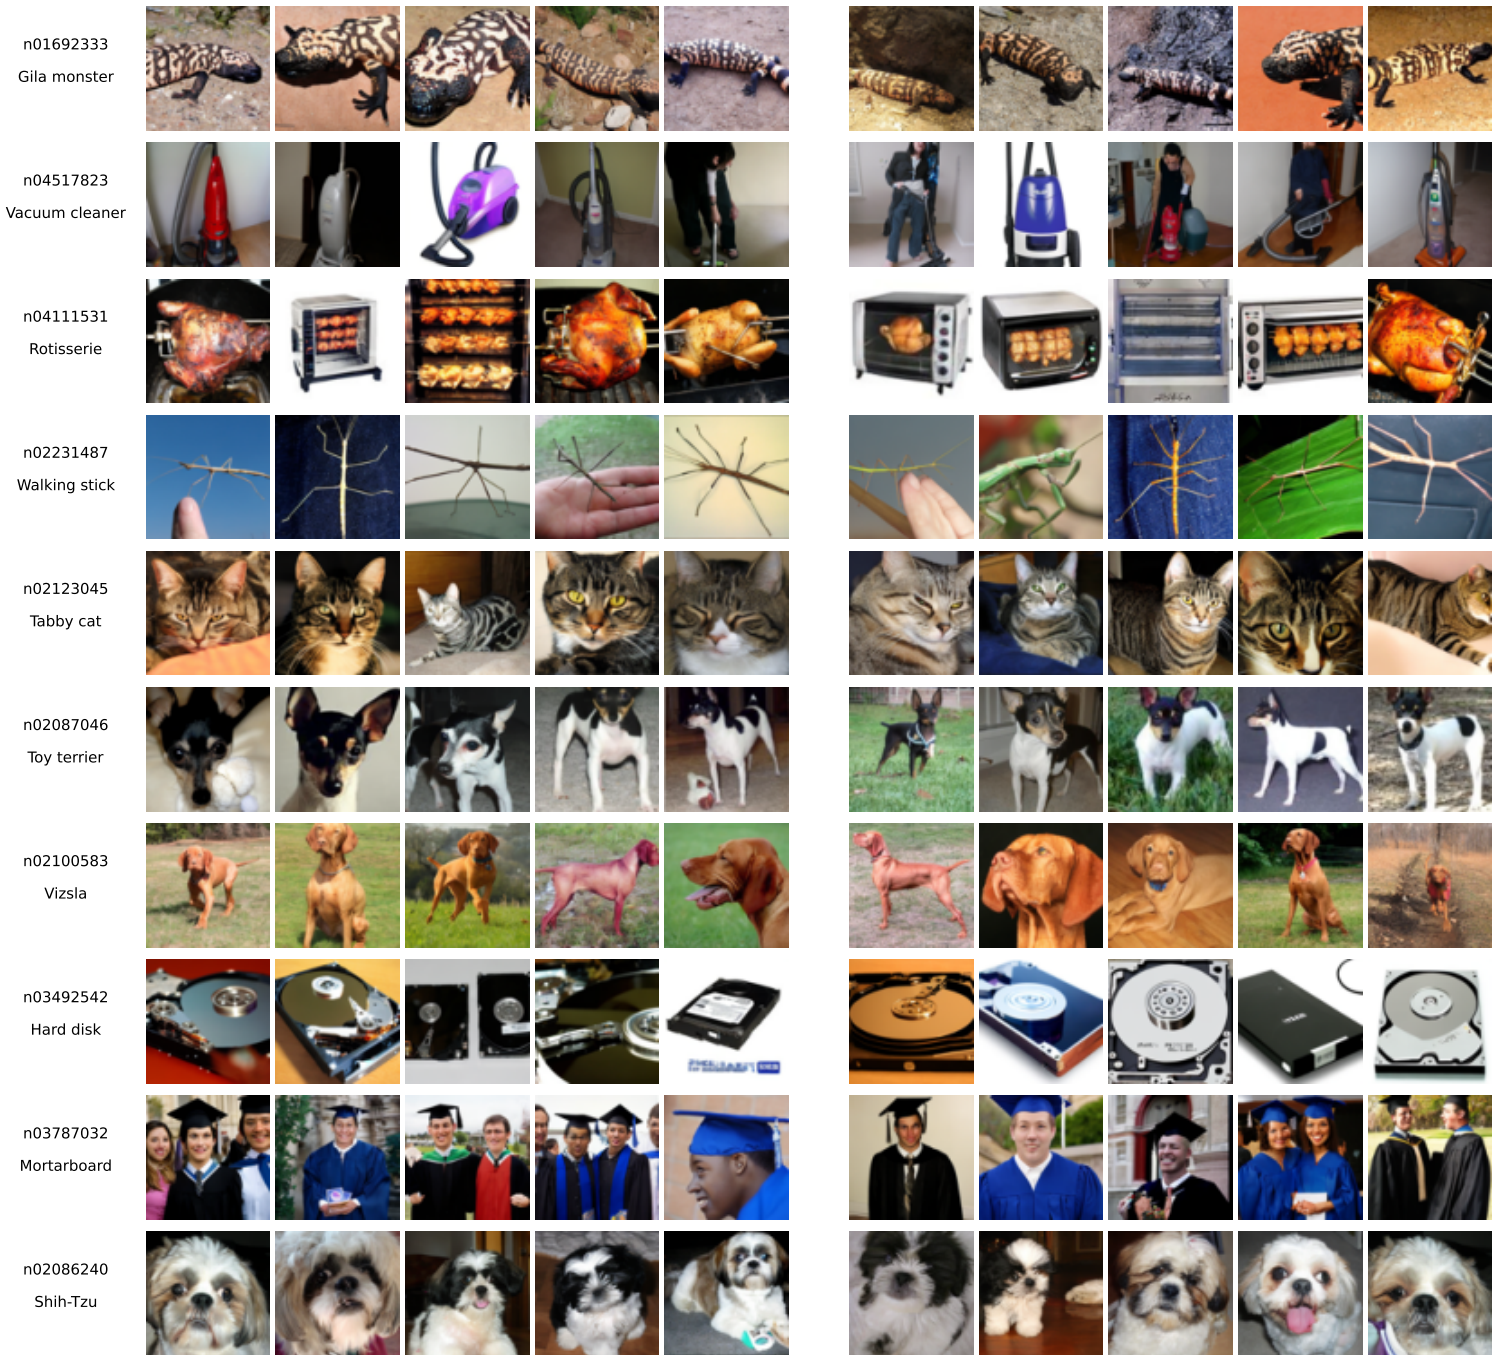 n01692333
Gila monster
n04517823
Vacuum cleaner
n04111531
Rotisserie
n02231487
Walking stick
n02123045
Tabby cat
n02087046
Toy terrier
n02100583
Vizsla
n03492542
Hard disk
n03787032
Mortarboard
n02086240
Shih-Tzu